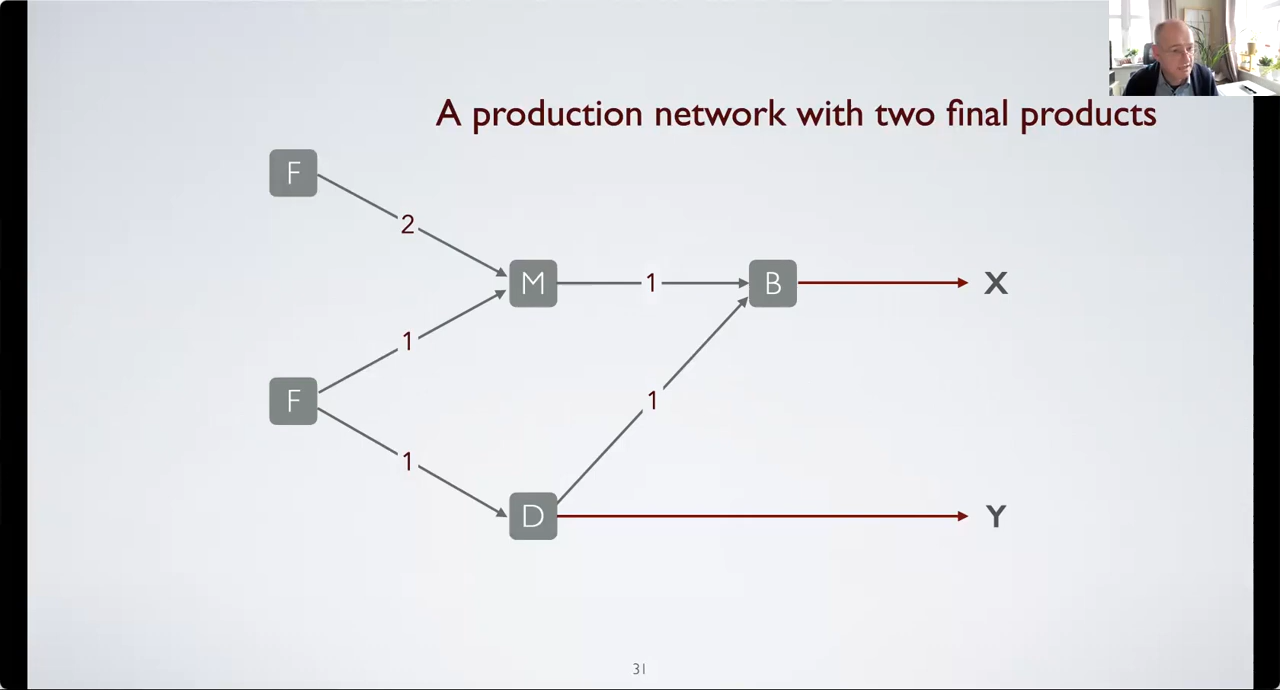 A production network with two final products
F
2
M
1
B
X
1
F
1
1
D
Y
31